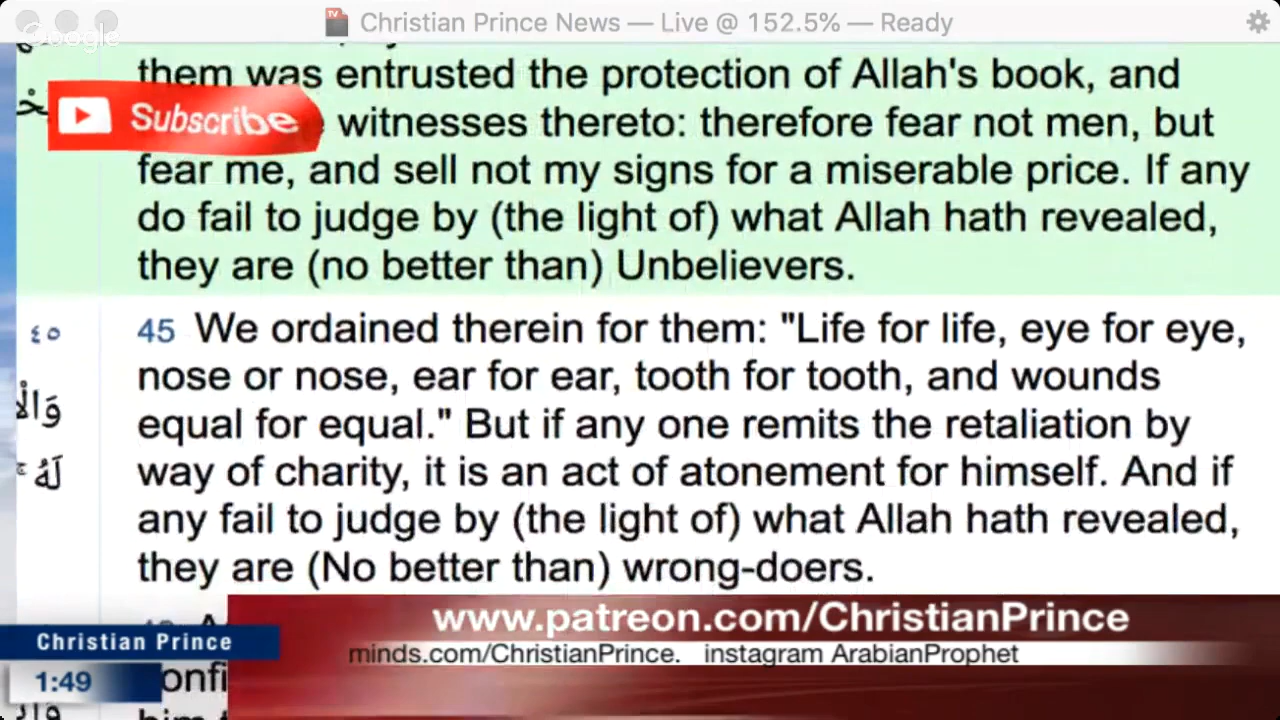 Christian Prince News — Live @ 152.5% — Ready
Google
them was entrusted the protection of Allah's book, and
Subscribe
witnesses thereto: therefore fear not men, but
fear me, and sell not my signs for a miserable price. If any
do fail to judge by (the light of) what Allah hath revealed,
they are (no better than) Unbelievers.
٤٥
45 We ordained therein for them: "Life for life, eye for eye,
nose or nose, ear for ear, tooth for tooth, and wounds
equal for equal." But if any one remits the retaliation by
way of charity, it is an act of atonement for himself. And if
any fail to judge by (the light of) what Allah hath revealed,
they are (No better than) wrong-doers.
لَهُ
www.patreon.com/ChristianPrince
Christian Prince
minds.com/ChristianPrince. instagram ArabianProphet
1:49